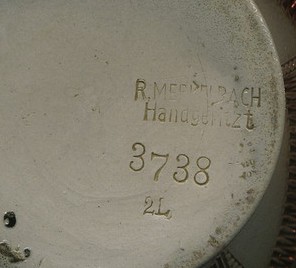 R. MERKELBACH
Handgeritzt
3738
2L